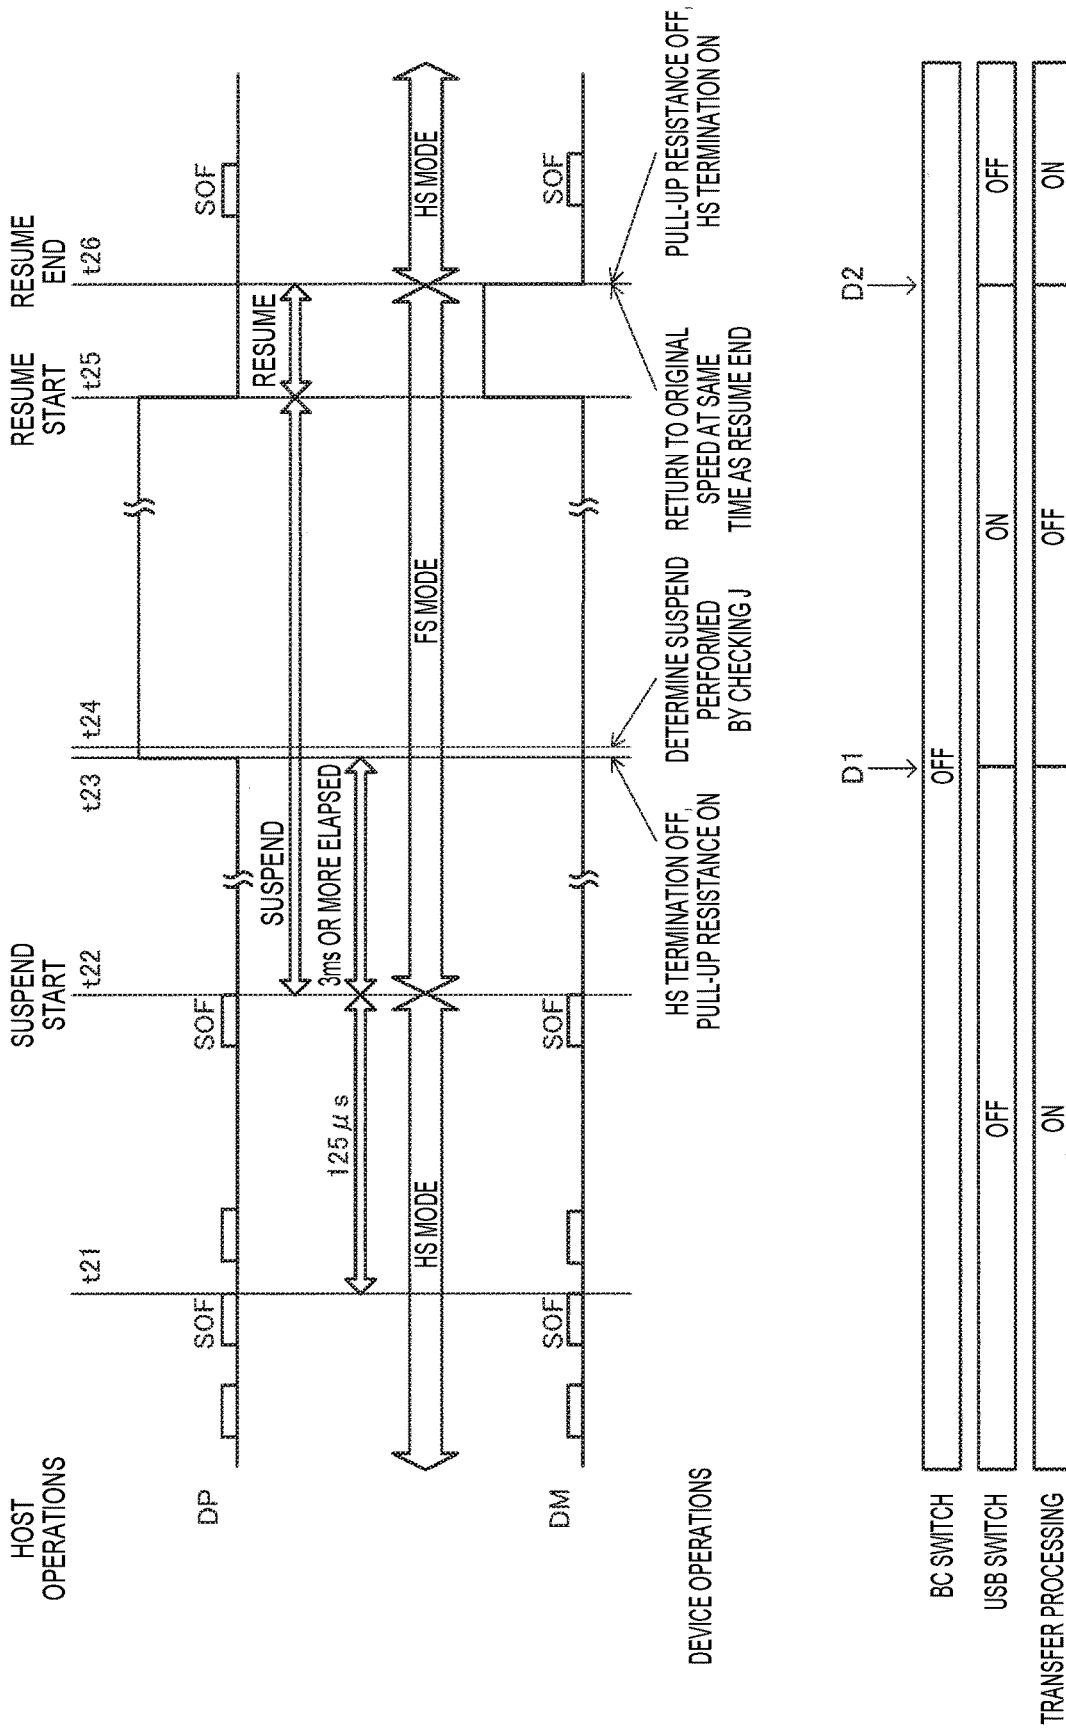 HOST
OPERATIONS
SUSPEND
START
RESUME
START
RESUME
END
t21
t22
t23
t24
t25
t26
DP
SOF
SOF
SOF
SUSPEND
RESUME
125μs
3ms OR MORE ELAPSED
HS MODE
FS MODE
HS MODE
DM
SOF
SOF
SOF
DEVICE OPERATIONS
HS TERMINATION OFF,
PULL-UP RESISTANCE ON
DETERMINE SUSPEND
PERFORMED
BY CHECKING J
RETURN TO ORIGINAL
SPEED AT SAME
TIME AS RESUME END
PULL-UP RESISTANCE OFF,
HS TERMINATION ON
D1
D2
BC SWITCH
OFF
USB SWITCH
OFF
ON
OFF
TRANSFER PROCESSING
ON
OFF
ON